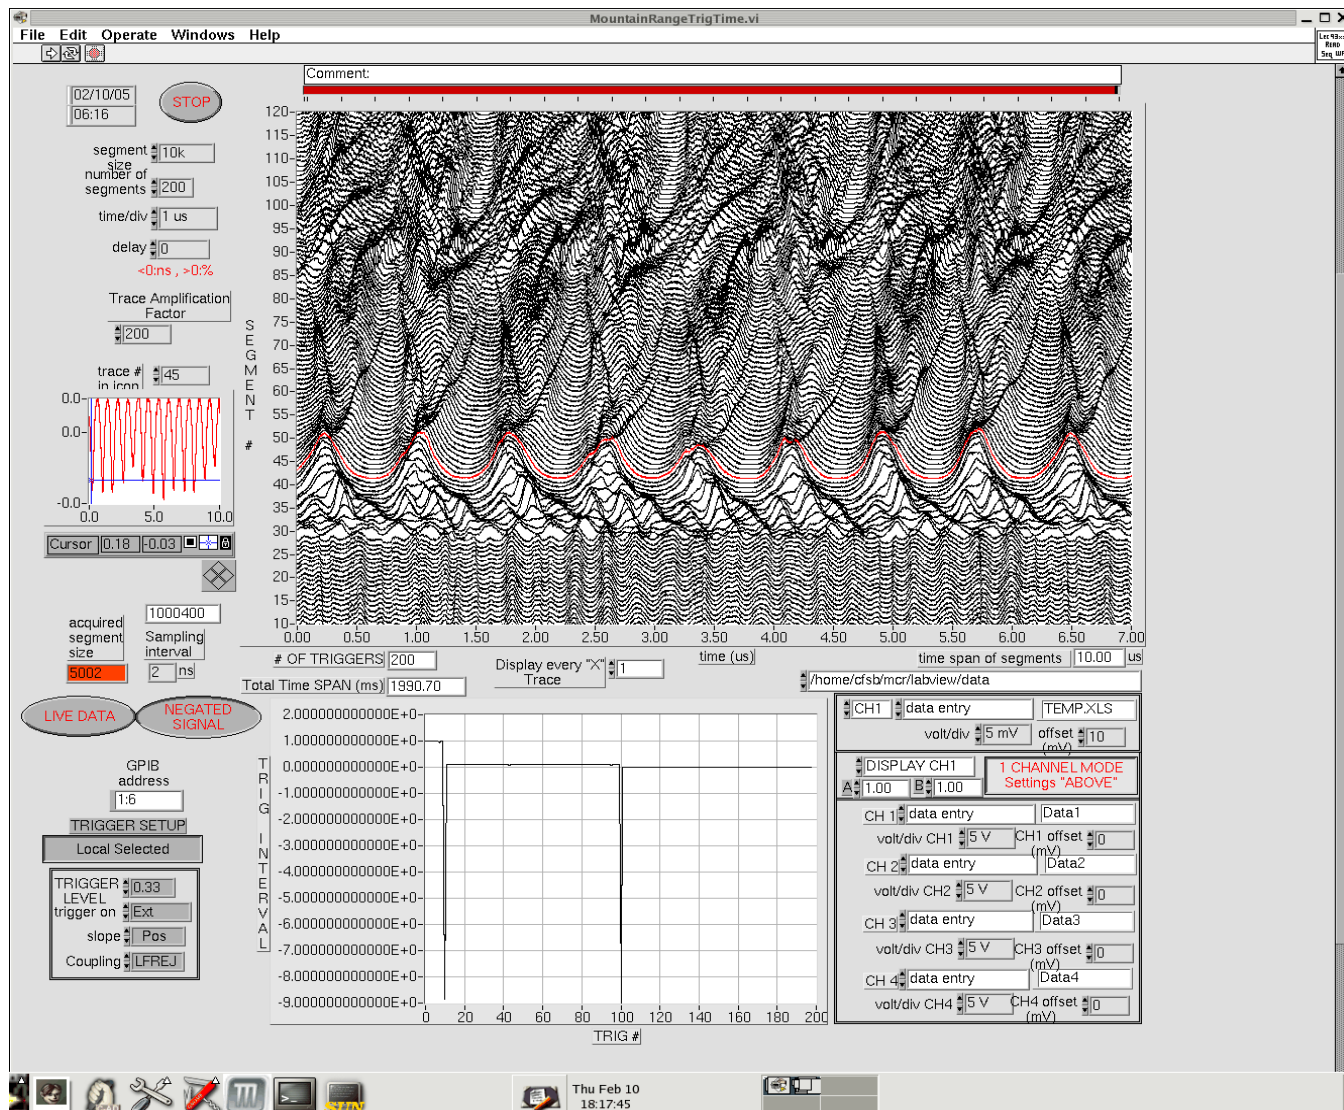 MountainRangeTrigTime.vi
File Edit Operate Windows Help
Comment:
02/10/05
06:16
STOP
segment size 10k
number of segments 200
time/div 1 us
delay 0
<0:ns , >0:%
Trace Amplification Factor
200
trace # in icon 45
0.0-
0.0-
-0.0-
0.0 5.0 10.0
Cursor 0.18 -0.03
1000400
acquired segment size
5002
Sampling interval
2 ns
LIVE DATA
NEGATED SIGNAL
GPIB address
1:6
TRIGGER SETUP
Local Selected
TRIGGER LEVEL 0.33
trigger on Ext
slope Pos
Coupling LFREJ
SEGMENT #
120-
115-
110-
105-
100-
95-
90-
85-
80-
75-
70-
65-
60-
55-
50-
45-
40-
35-
30-
25-
20-
15-
10-
0.00 0.50 1.00 1.50 2.00 2.50 3.00 3.50 4.00 4.50 5.00 5.50 6.00 6.50 7.00
time (us)
# OF TRIGGERS 200
Display every "X" Trace 1
time span of segments 10.00 us
Total Time SPAN (ms) 1990.70
/home/cfsb/mcr/labview/data
TRIG INTERVAL
2.000000000000E+0-
1.000000000000E+0-
0.000000000000E+0-
-1.000000000000E+0-
-2.000000000000E+0-
-3.000000000000E+0-
-4.000000000000E+0-
-5.000000000000E+0-
-6.000000000000E+0-
-7.000000000000E+0-
-8.000000000000E+0-
-9.000000000000E+0-
0 20 40 60 80 100 120 140 160 180 200
TRIG #
CH1 data entry TEMP.XLS
volt/div 5 mV offset (mV) 10
DISPLAY CH1
A 1.00 B 1.00
1 CHANNEL MODE
Settings "ABOVE"
CH 1 data entry Data1
volt/div CH1 5 V CH1 offset (mV) 0
CH 2 data entry Data2
volt/div CH2 5 V CH2 offset (mV) 0
CH 3 data entry Data3
volt/div CH3 5 V CH3 offset (mV) 0
CH 4 data entry Data4
volt/div CH4 5 V CH4 offset (mV) 0
Thu Feb 10
18:17:45